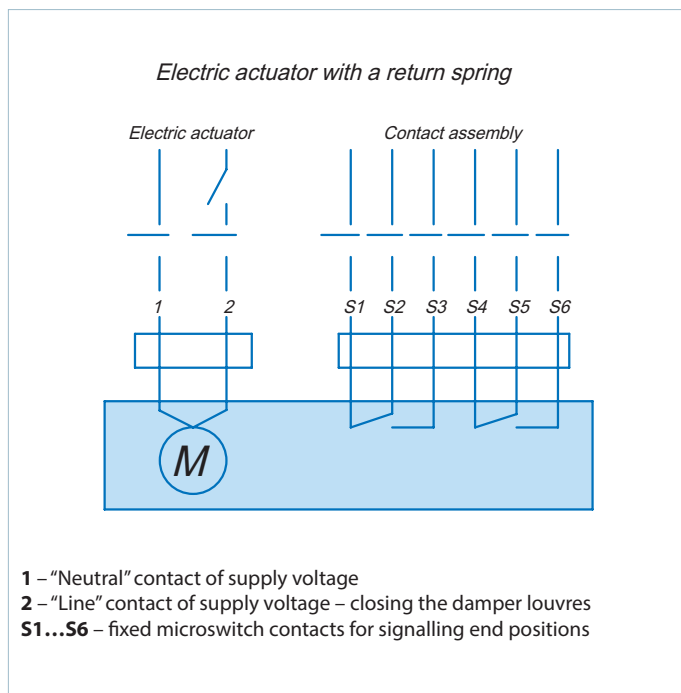 Electric actuator with a return spring
Electric actuator Contact assembly
1 2 S1 S2 S3 S4 S5 S6
M
1 – “Neutral” contact of supply voltage
2 – “Line” contact of supply voltage – closing the damper louvres
S1…S6 – fixed microswitch contacts for signalling end positions